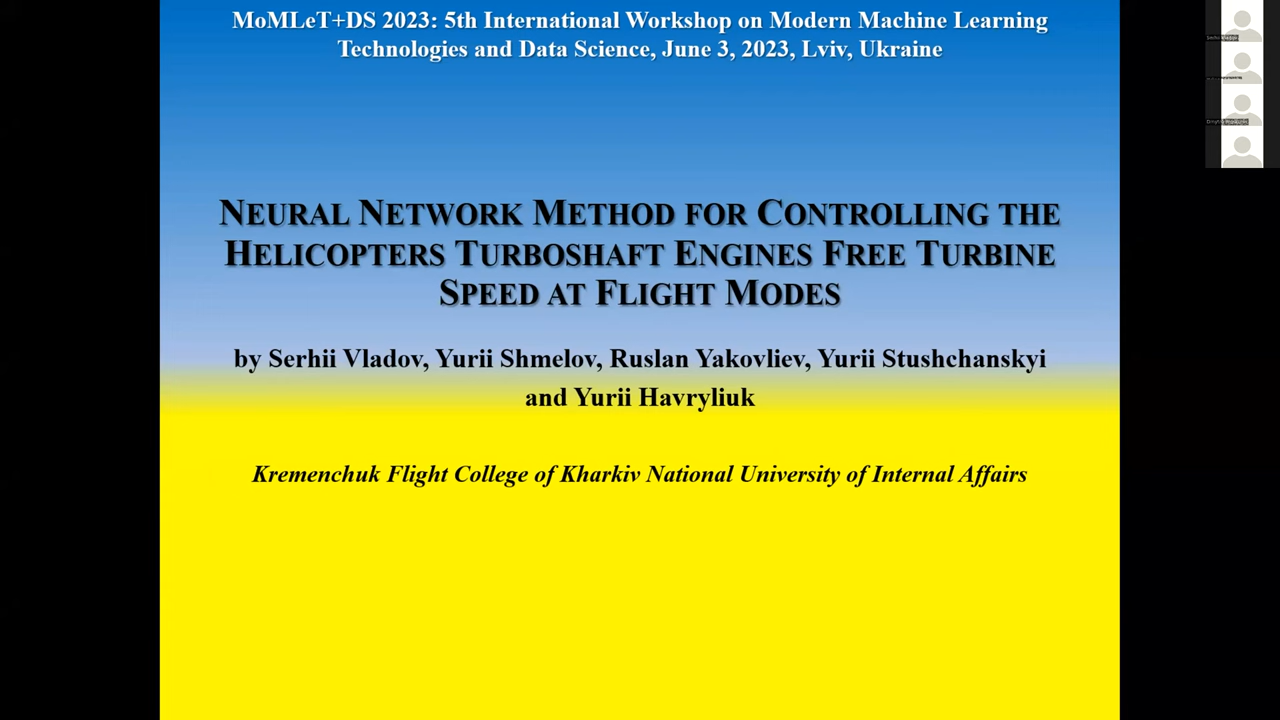 MoMLeT+DS 2023: 5th International Workshop on Modern Machine Learning
Technologies and Data Science, June 3, 2023, Lviv, Ukraine
NEURAL NETWORK METHOD FOR CONTROLLING THE
HELICOPTERS TURBOSHAFT ENGINES FREE TURBINE
SPEED AT FLIGHT MODES
by Serhii Vladov, Yurii Shmelov, Ruslan Yakovliev, Yurii Stushchanskyi
and Yurii Havryliuk
Kremenchuk Flight College of Kharkiv National University of Internal Affairs